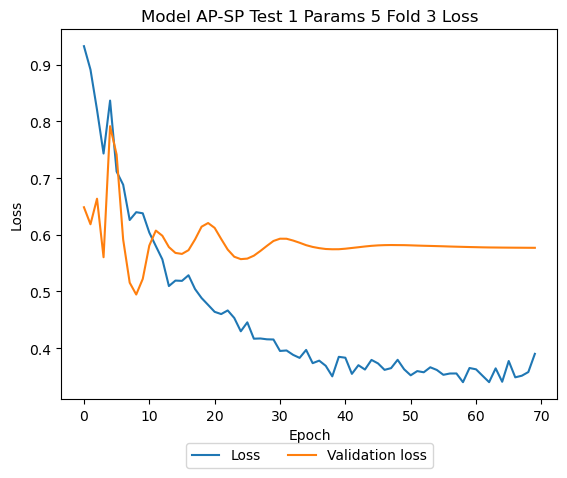 Model AP-SP Test 1 Params 5 Fold 3 Loss
0.9
0.8
0.7
0.6
0.5
0.4
Loss
0 10 20 30 40 50 60 70
Epoch
Loss Validation loss